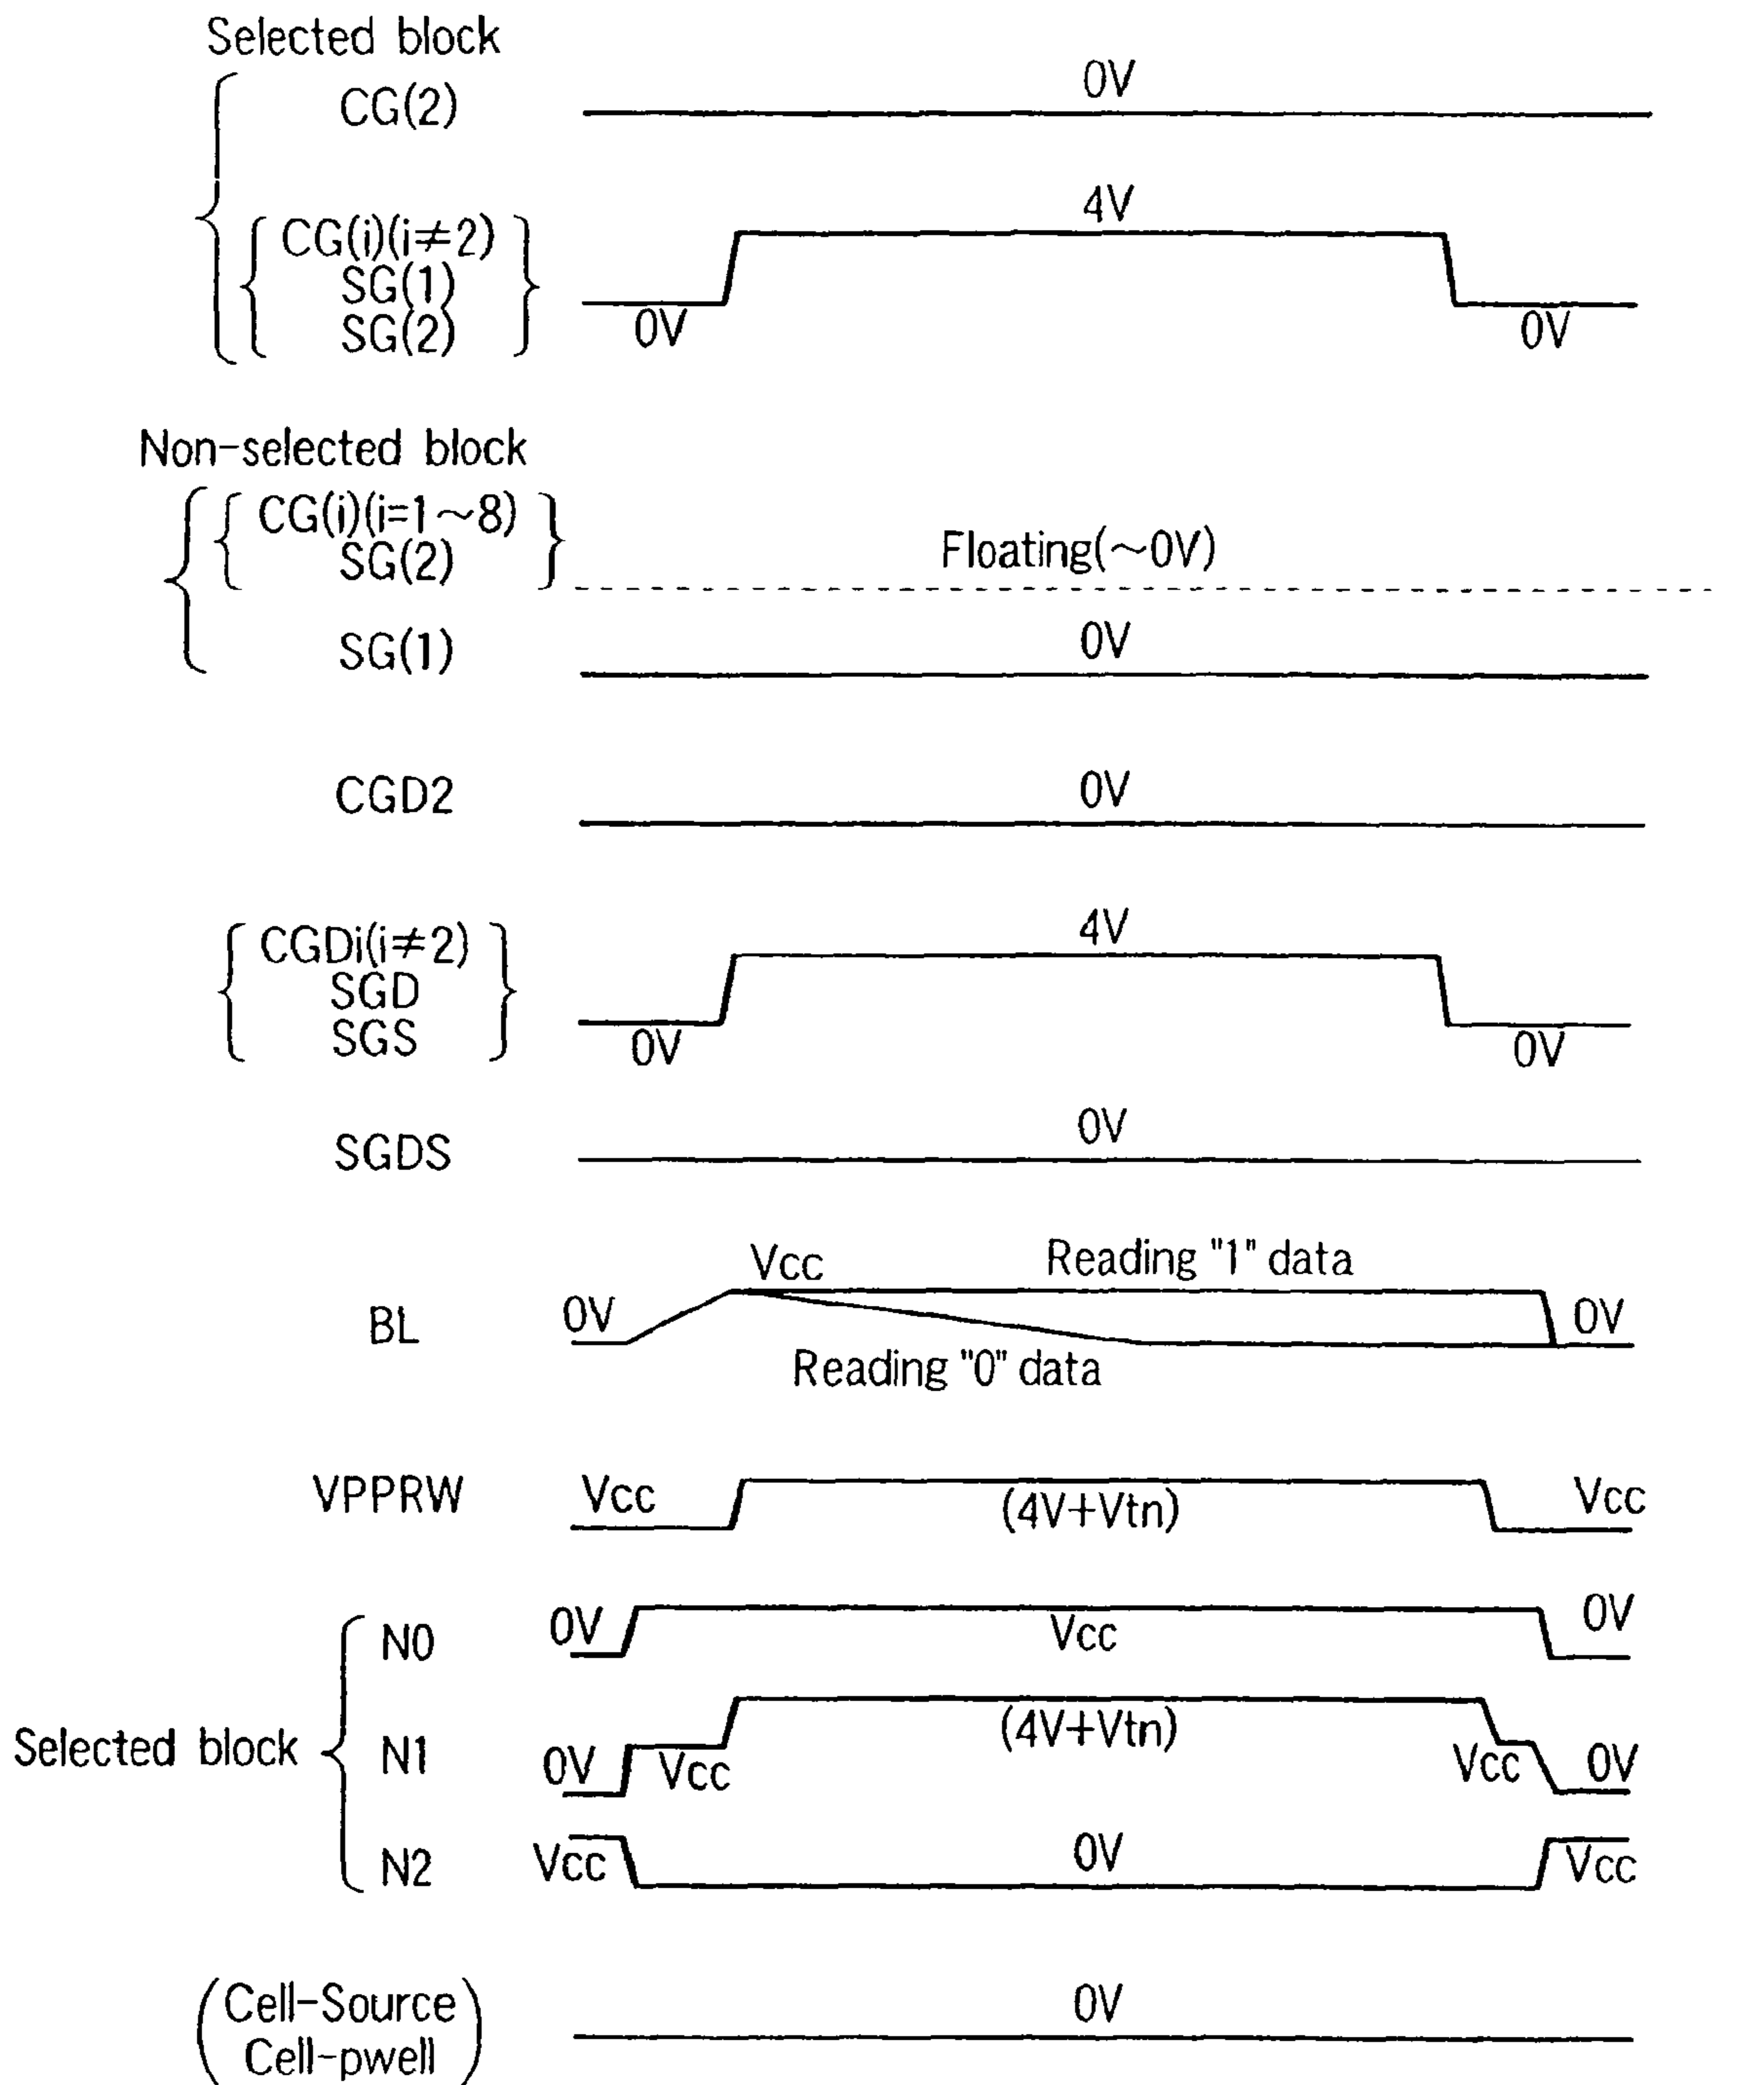 Selected block
CG(2)
0V
CG(i)(i≠2)
SG(1)
SG(2)
4V
0V
0V
Non-selected block
CG(i)(i=1~8)
SG(2)
Floating(~0V)
SG(1)
0V
CGD2
0V
CGDi(i≠2)
SGD
SGS
4V
0V
0V
SGDS
0V
BL
0V
Vcc
Reading "1" data
0V
Reading "0" data
VPPRW
Vcc
(4V+Vtn)
Vcc
Selected block
N0
0V
Vcc
0V
N1
0V
Vcc
(4V+Vtn)
Vcc
0V
N2
Vcc
0V
Vcc
Cell-Source
Cell-pwell
0V